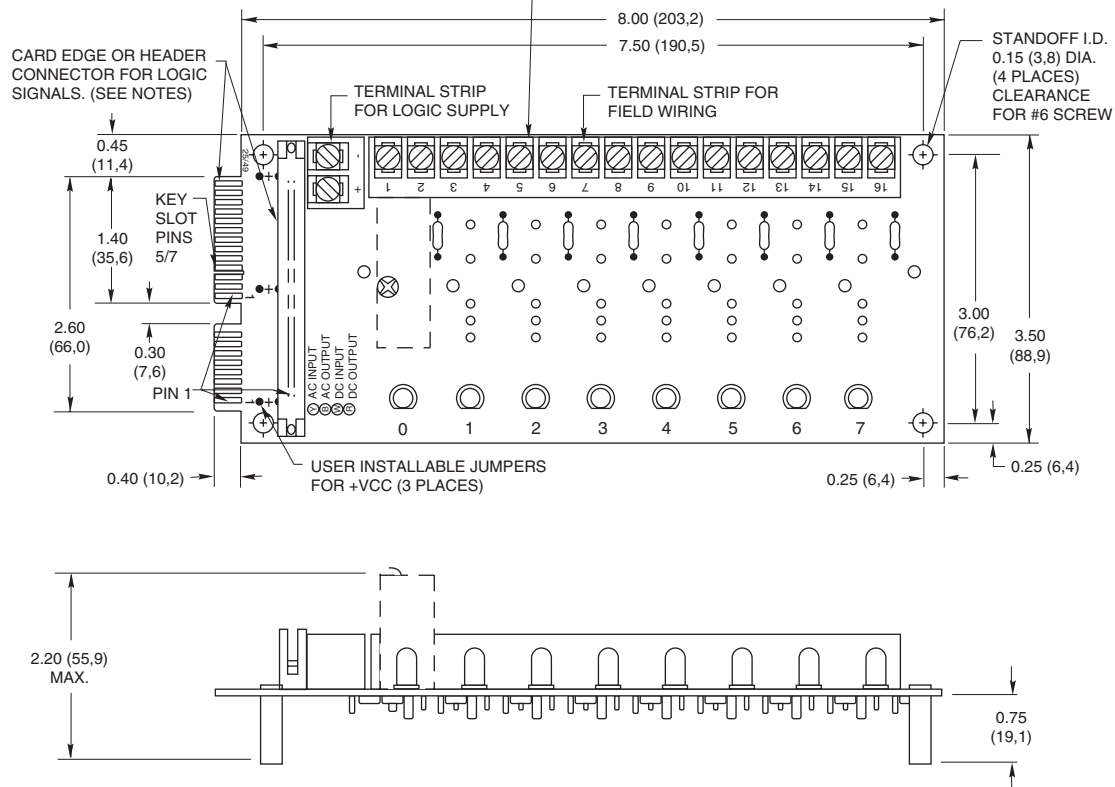 8.00 (203,2)
7.50 (190,5)
CARD EDGE OR HEADER
CONNECTOR FOR LOGIC
SIGNALS. (SEE NOTES)
TERMINAL STRIP
FOR LOGIC SUPPLY
TERMINAL STRIP FOR
FIELD WIRING
STANDOFF I.D.
0.15 (3,8) DIA.
(4 PLACES)
CLEARANCE
FOR #6 SCREW
0.45
(11,4)
25/49
-
+
1 2 3 4 5 6 7 8 9 10 11 12 13 14 15 16
KEY
SLOT
PINS
5/7
1.40
(35,6)
1
2.60
(66,0)
0.30
(7,6)
PIN 1
1
Y AC INPUT
B AC OUTPUT
W DC INPUT
R DC OUTPUT
0 1 2 3 4 5 6 7
3.00
(76,2)
3.50
(88,9)
0.40 (10,2)
USER INSTALLABLE JUMPERS
FOR +VCC (3 PLACES)
0.25 (6,4)
0.25 (6,4)
2.20 (55,9)
MAX.
0.75
(19,1)